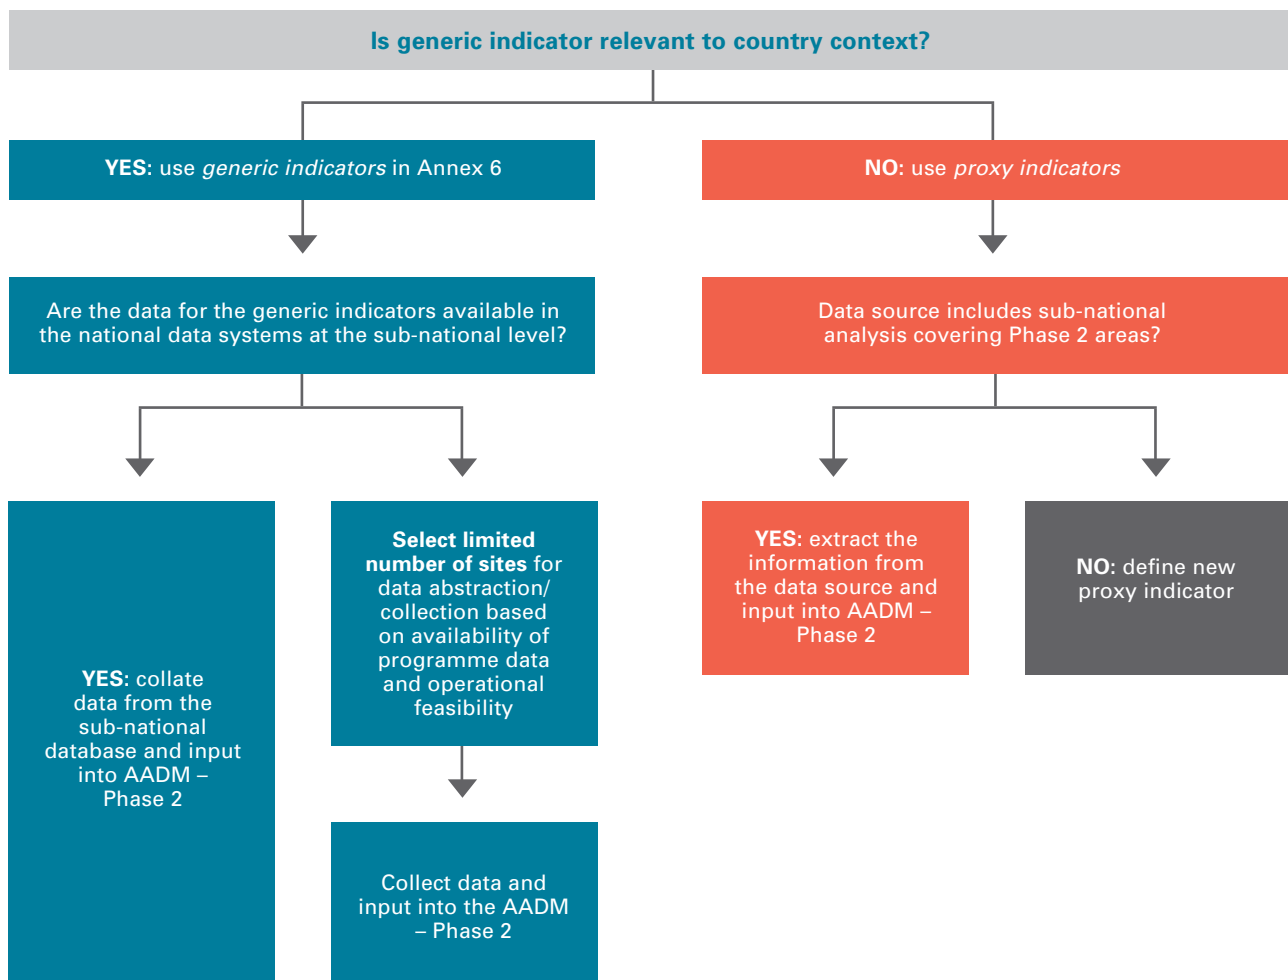 Is generic indicator relevant to country context?
YES: use generic indicators in Annex 6
NO: use proxy indicators
Are the data for the generic indicators available in
the national data systems at the sub-national level?
Data source includes sub-national
analysis covering Phase 2 areas?
YES: collate
data from the
sub-national
database and input
into AADM –
Phase 2
Select limited
number of sites for
data abstraction/
collection based
on availability of
programme data
and operational
feasibility
Collect data and
input into the AADM
– Phase 2
YES: extract the
information from
the data source and
input into AADM –
Phase 2
NO: define new
proxy indicator